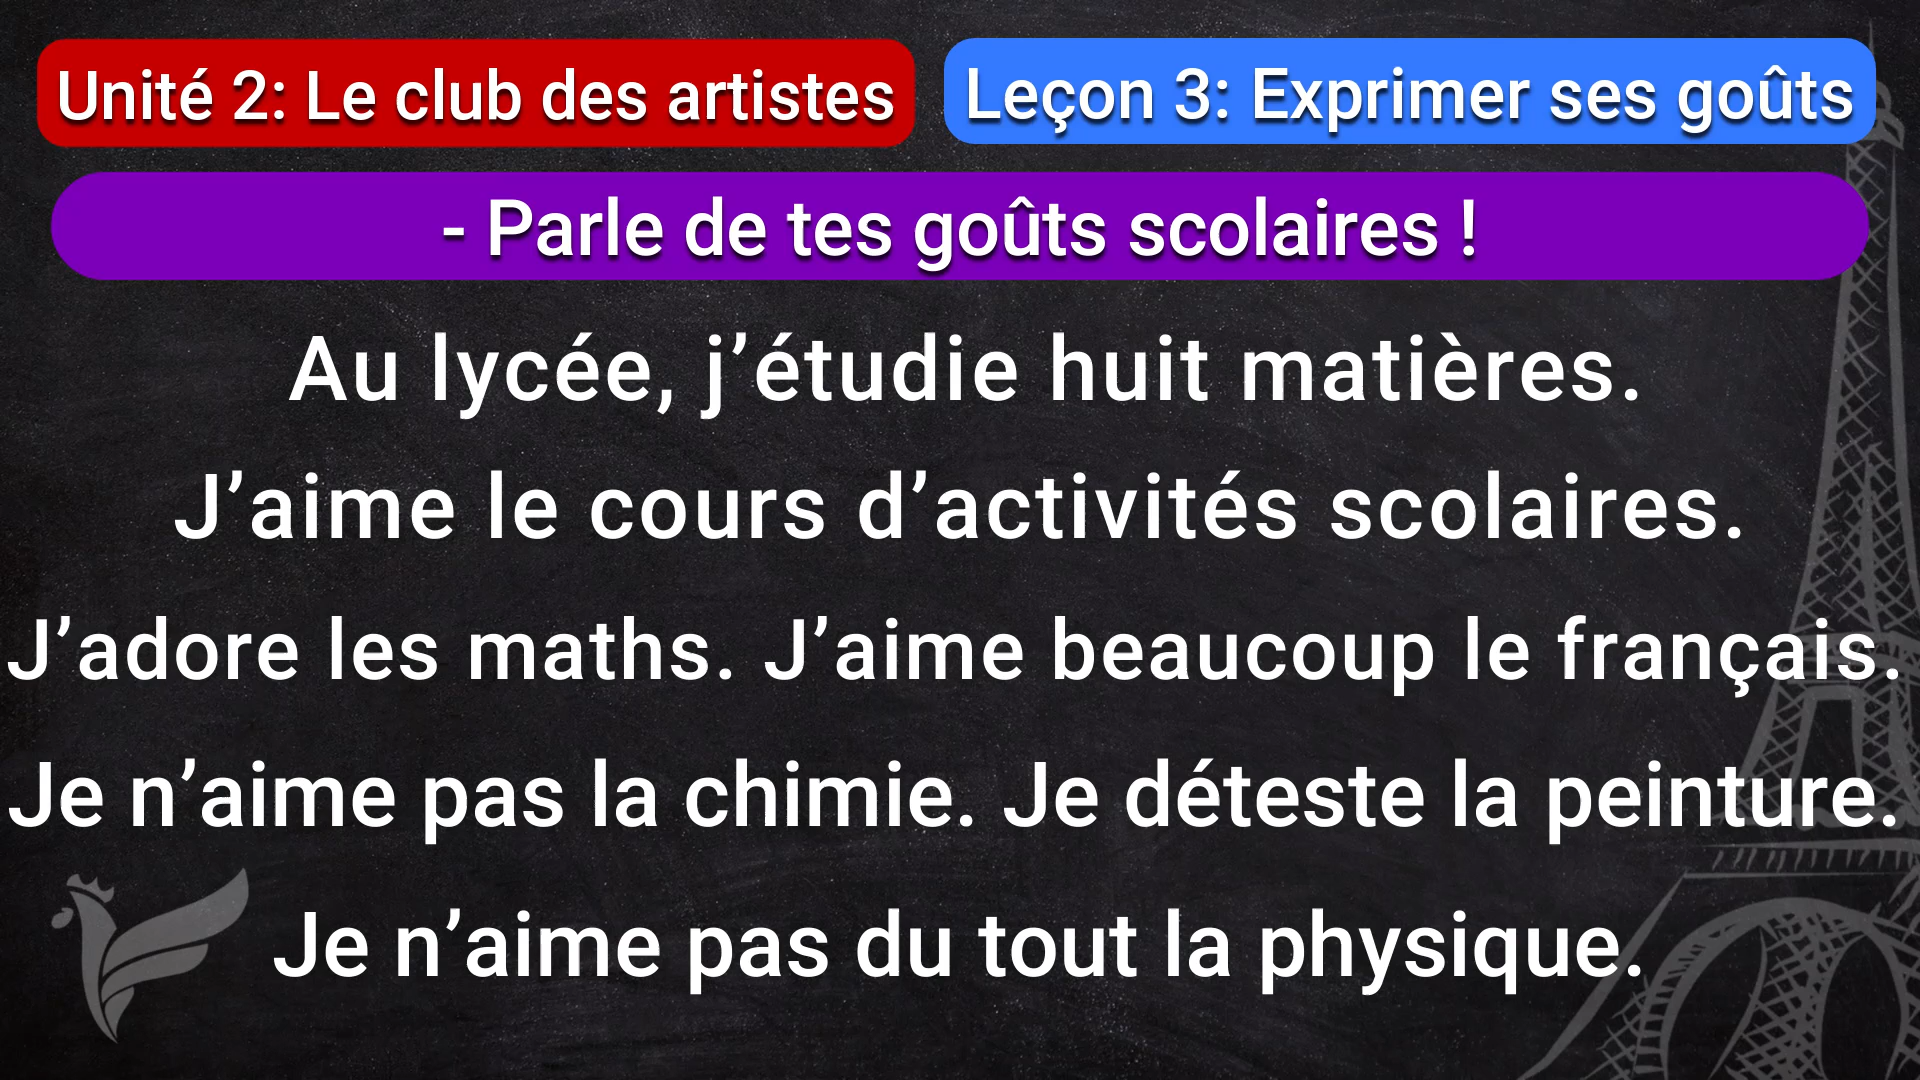 Unité 2: Le club des artistes
Leçon 3: Exprimer ses goûts
- Parle de tes goûts scolaires !
Au lycée, j’étudie huit matières.
J’aime le cours d’activités scolaires.
J’adore les maths. J’aime beaucoup le français.
Je n’aime pas la chimie. Je déteste la peinture.
Je n’aime pas du tout la physique.